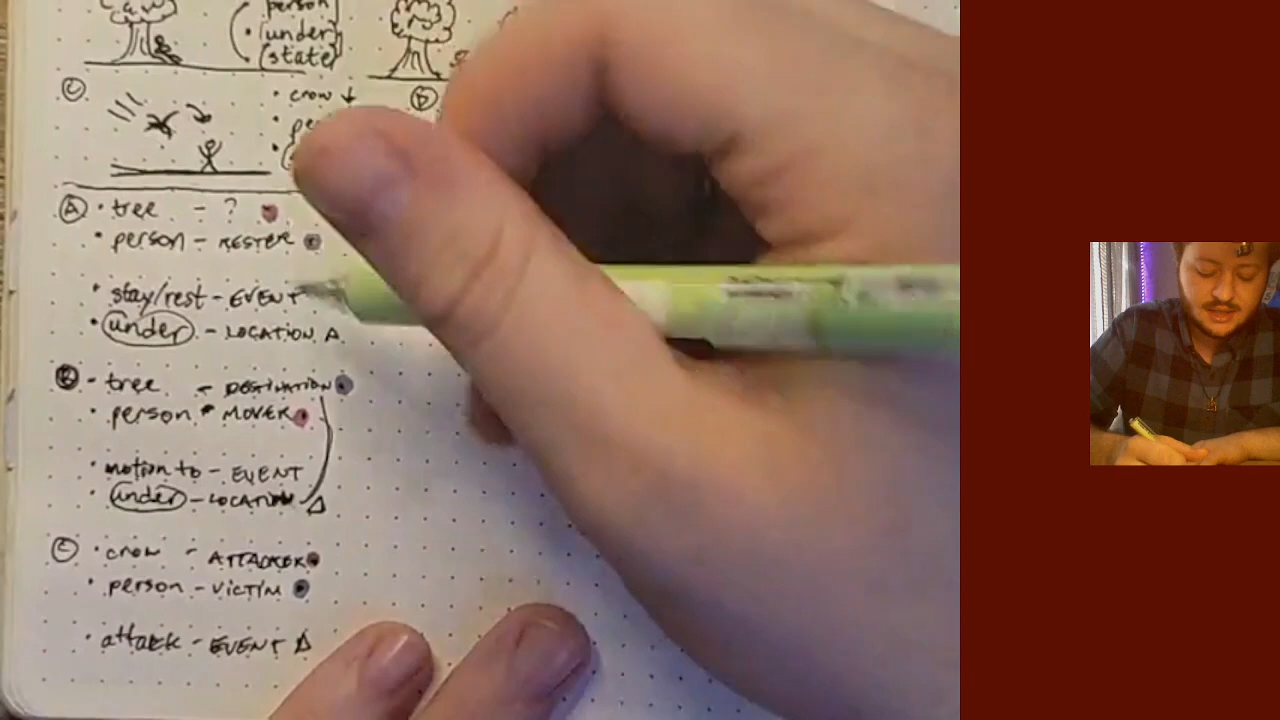 person
• (under)
(state)
Ⓒ
• crow ↓
Ⓓ
• pe
Ⓐ • tree - ?
• person - RESTER
• stay/rest - EVENT
• under - LOCATION Δ
Ⓑ - tree - DESTINATION
• person - MOVER
• motion to - EVENT
• under - LOCATION Δ
Ⓒ • crow - ATTACKER
• person - VICTIM
• attack - EVENT Δ